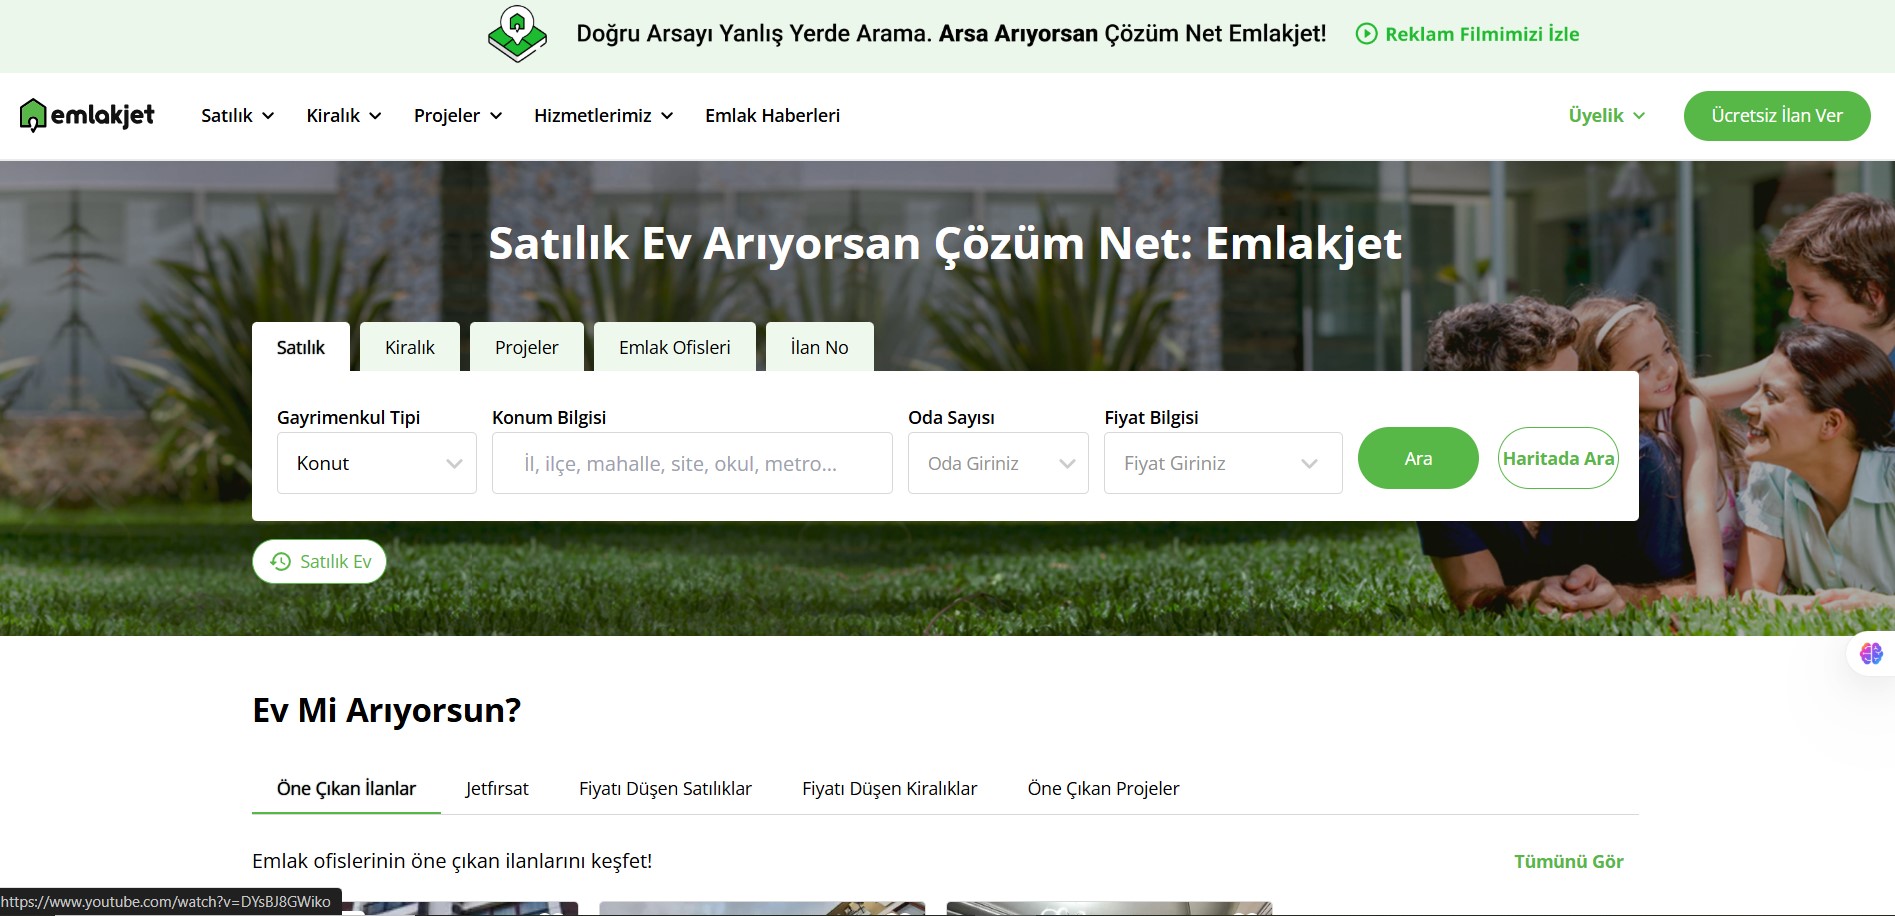 Doğru Arsayı Yanlış Yerde Arama. Arsa Arıyorsan Çözüm Net Emlakjet! Reklam Filmimizi İzle
emlakjet Satılık Kiralık Projeler Hizmetlerimiz Emlak Haberleri Üyelik Ücretsiz İlan Ver
Satılık Ev Arıyorsan Çözüm Net: Emlakjet
Satılık Kiralık Projeler Emlak Ofisleri İlan No
Gayrimenkul Tipi Konum Bilgisi Oda Sayısı Fiyat Bilgisi
Konut İl, ilçe, mahalle, site, okul, metro... Oda Giriniz Fiyat Giriniz Ara Haritada Ara
Satılık Ev
Ev Mi Arıyorsun?
Öne Çıkan İlanlar Jetfırsat Fiyatı Düşen Satılıklar Fiyatı Düşen Kiralıklar Öne Çıkan Projeler
Emlak ofislerinin öne çıkan ilanlarını keşfet! Tümünü Gör
https://www.youtube.com/watch?v=DYsBJ8GWiko